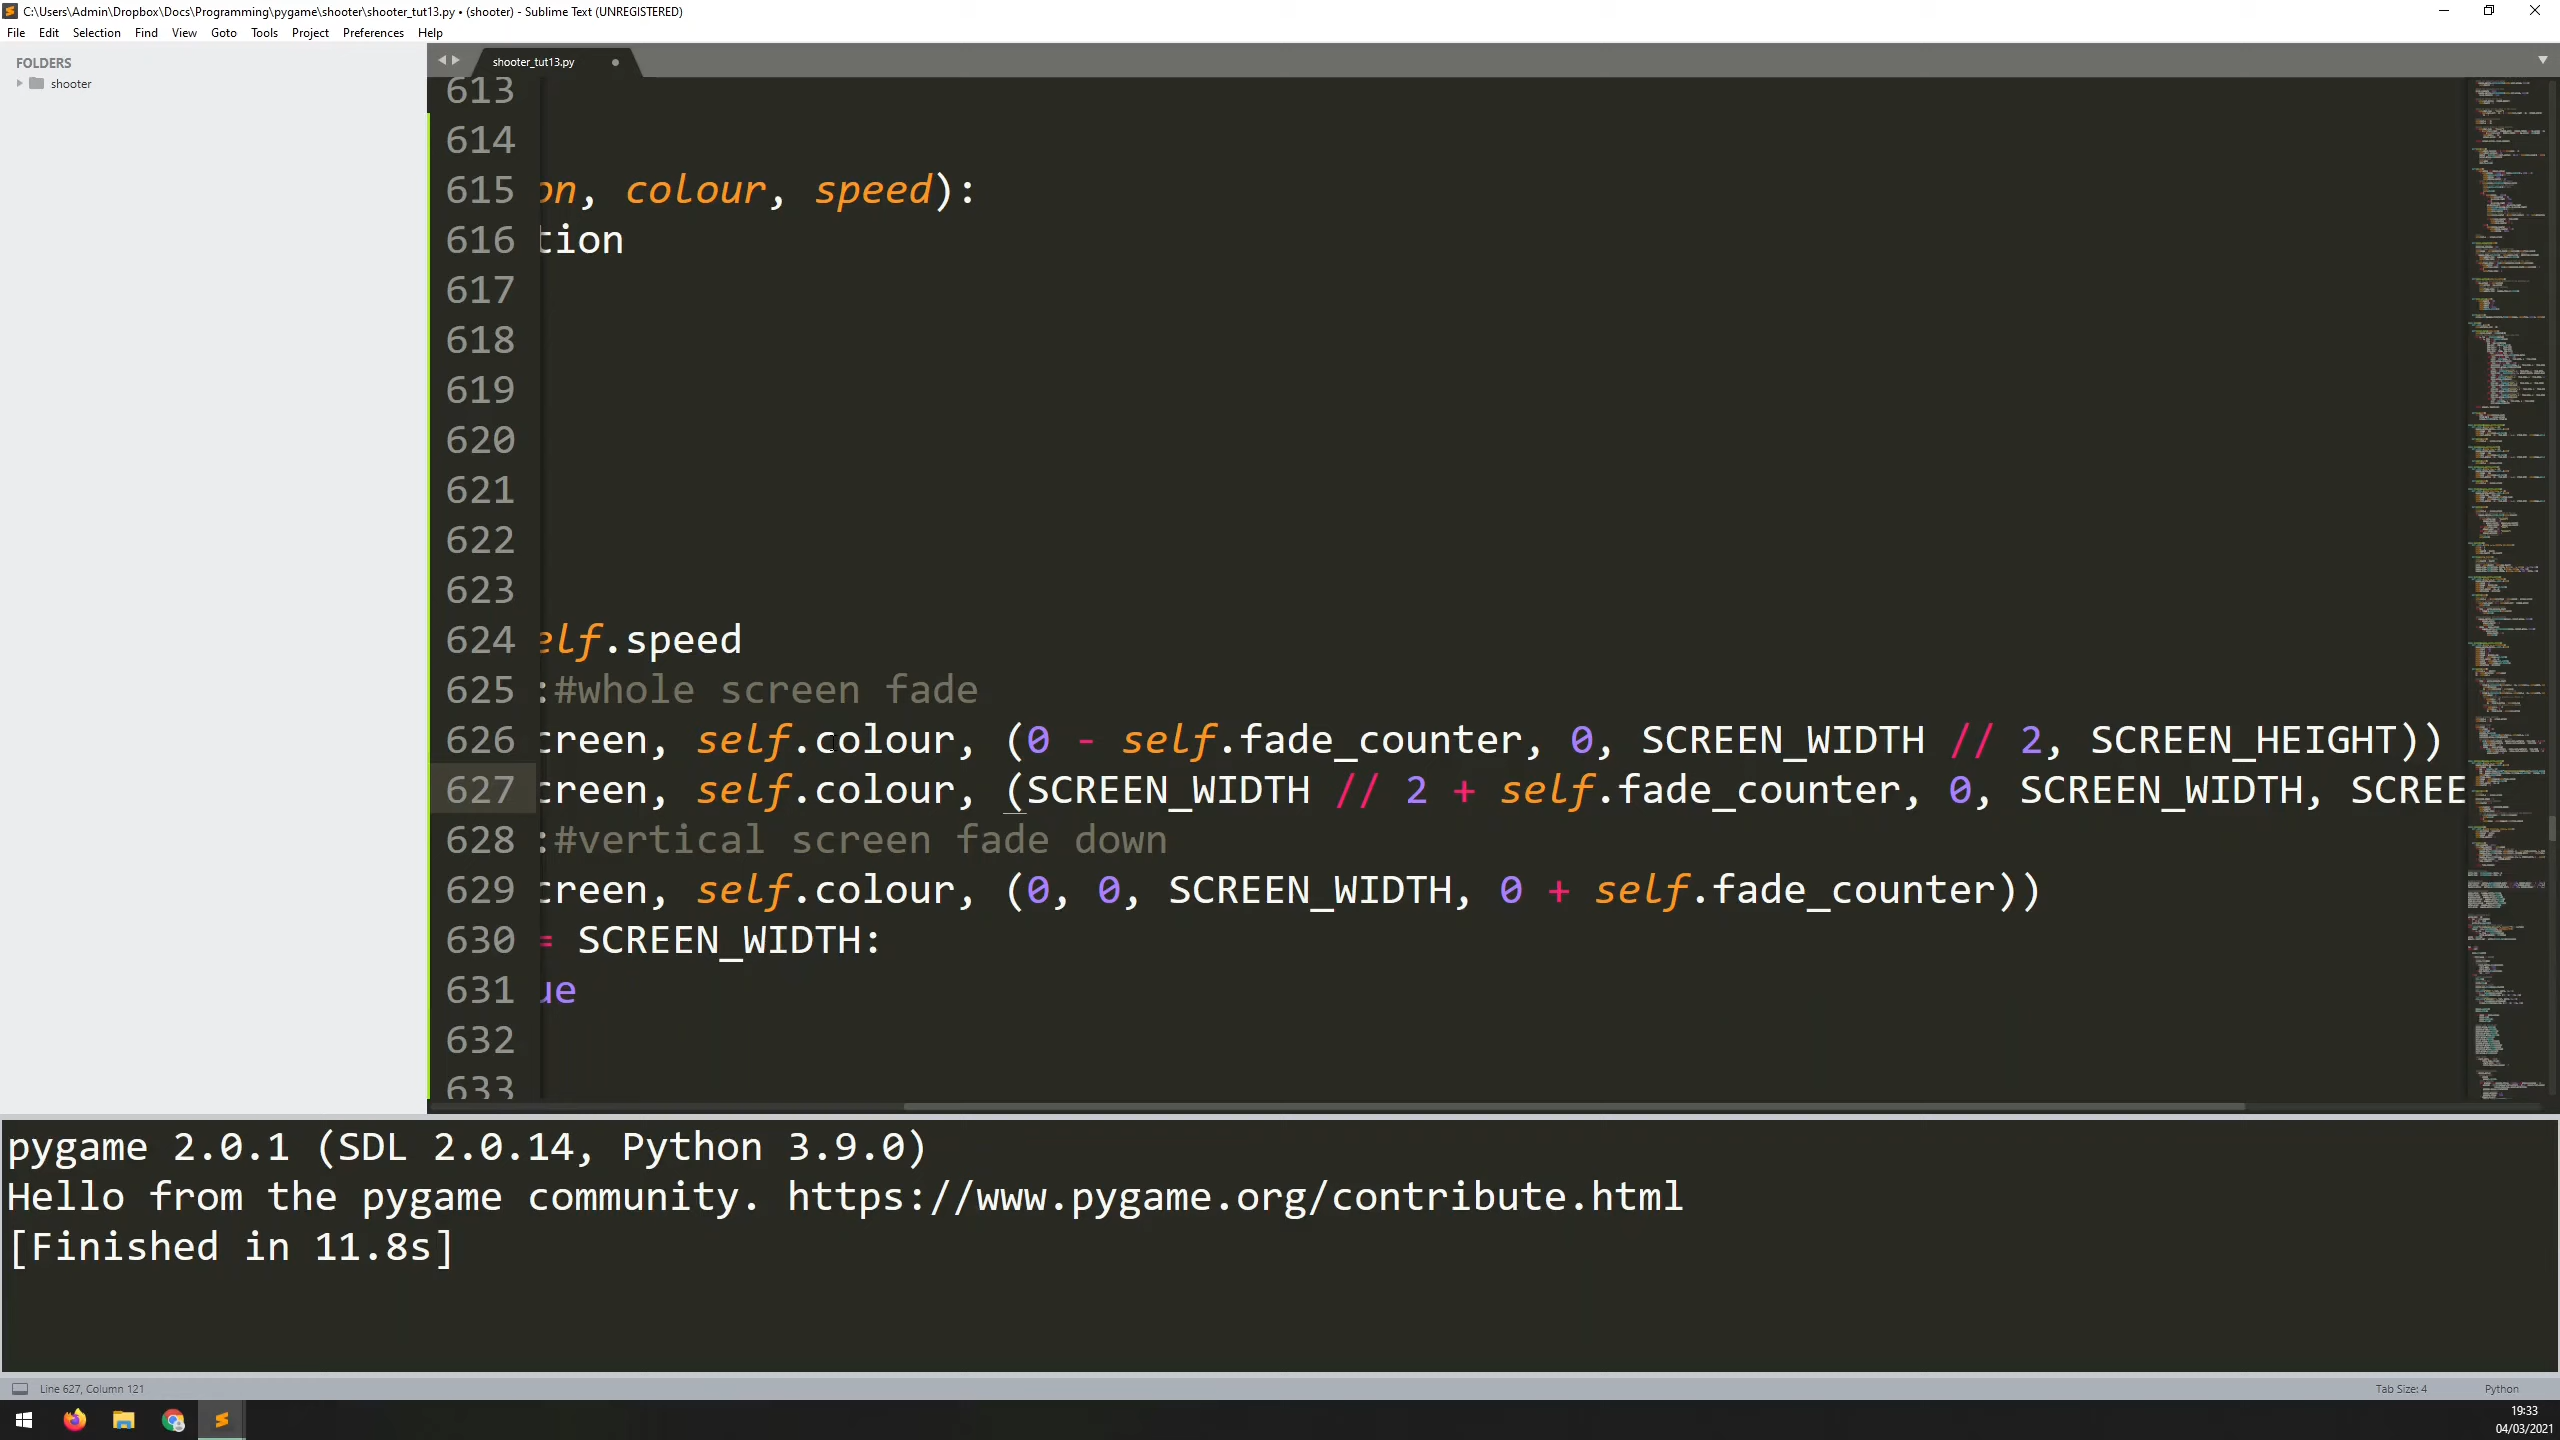 C:\Users\Admin\Dropbox\Docs\Programming\pygame\shooter\shooter_tut13.py • (shooter) - Sublime Text (UNREGISTERED)
File Edit Selection Find View Goto Tools Project Preferences Help
FOLDERS
shooter
shooter_tut13.py
613
614
615 on, colour, speed):
616 tion
617
618
619
620
621
622
623
624 elf.speed
625 :#whole screen fade
626 creen, self.colour, (0 - self.fade_counter, 0, SCREEN_WIDTH // 2, SCREEN_HEIGHT))
627 creen, self.colour, (SCREEN_WIDTH // 2 + self.fade_counter, 0, SCREEN_WIDTH, SCREE
628 :#vertical screen fade down
629 creen, self.colour, (0, 0, SCREEN_WIDTH, 0 + self.fade_counter))
630 = SCREEN_WIDTH:
631 ue
632
633
pygame 2.0.1 (SDL 2.0.14, Python 3.9.0)
Hello from the pygame community. https://www.pygame.org/contribute.html
[Finished in 11.8s]
Line 627, Column 121
Tab Size: 4
Python
19:33
04/03/2021